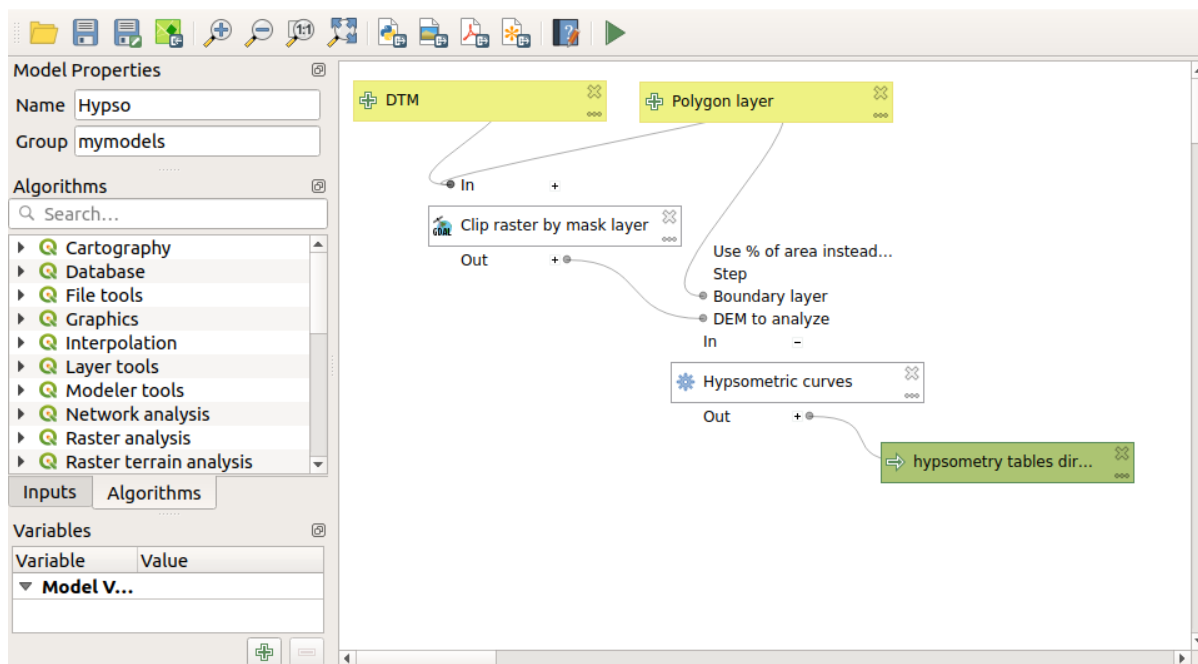 1:1
Model Properties
Name Hypso
Group mymodels
Algorithms
Search...
Cartography
Database
File tools
Graphics
Interpolation
Layer tools
Modeler tools
Network analysis
Raster analysis
Raster terrain analysis
Inputs Algorithms
Variables
Variable Value
Model V...
DTM
Polygon layer
In +
GDAL Clip raster by mask layer
Out +
Use % of area instead...
Step
Boundary layer
DEM to analyze
In –
Hypsometric curves
Out +
hypsometry tables dir...